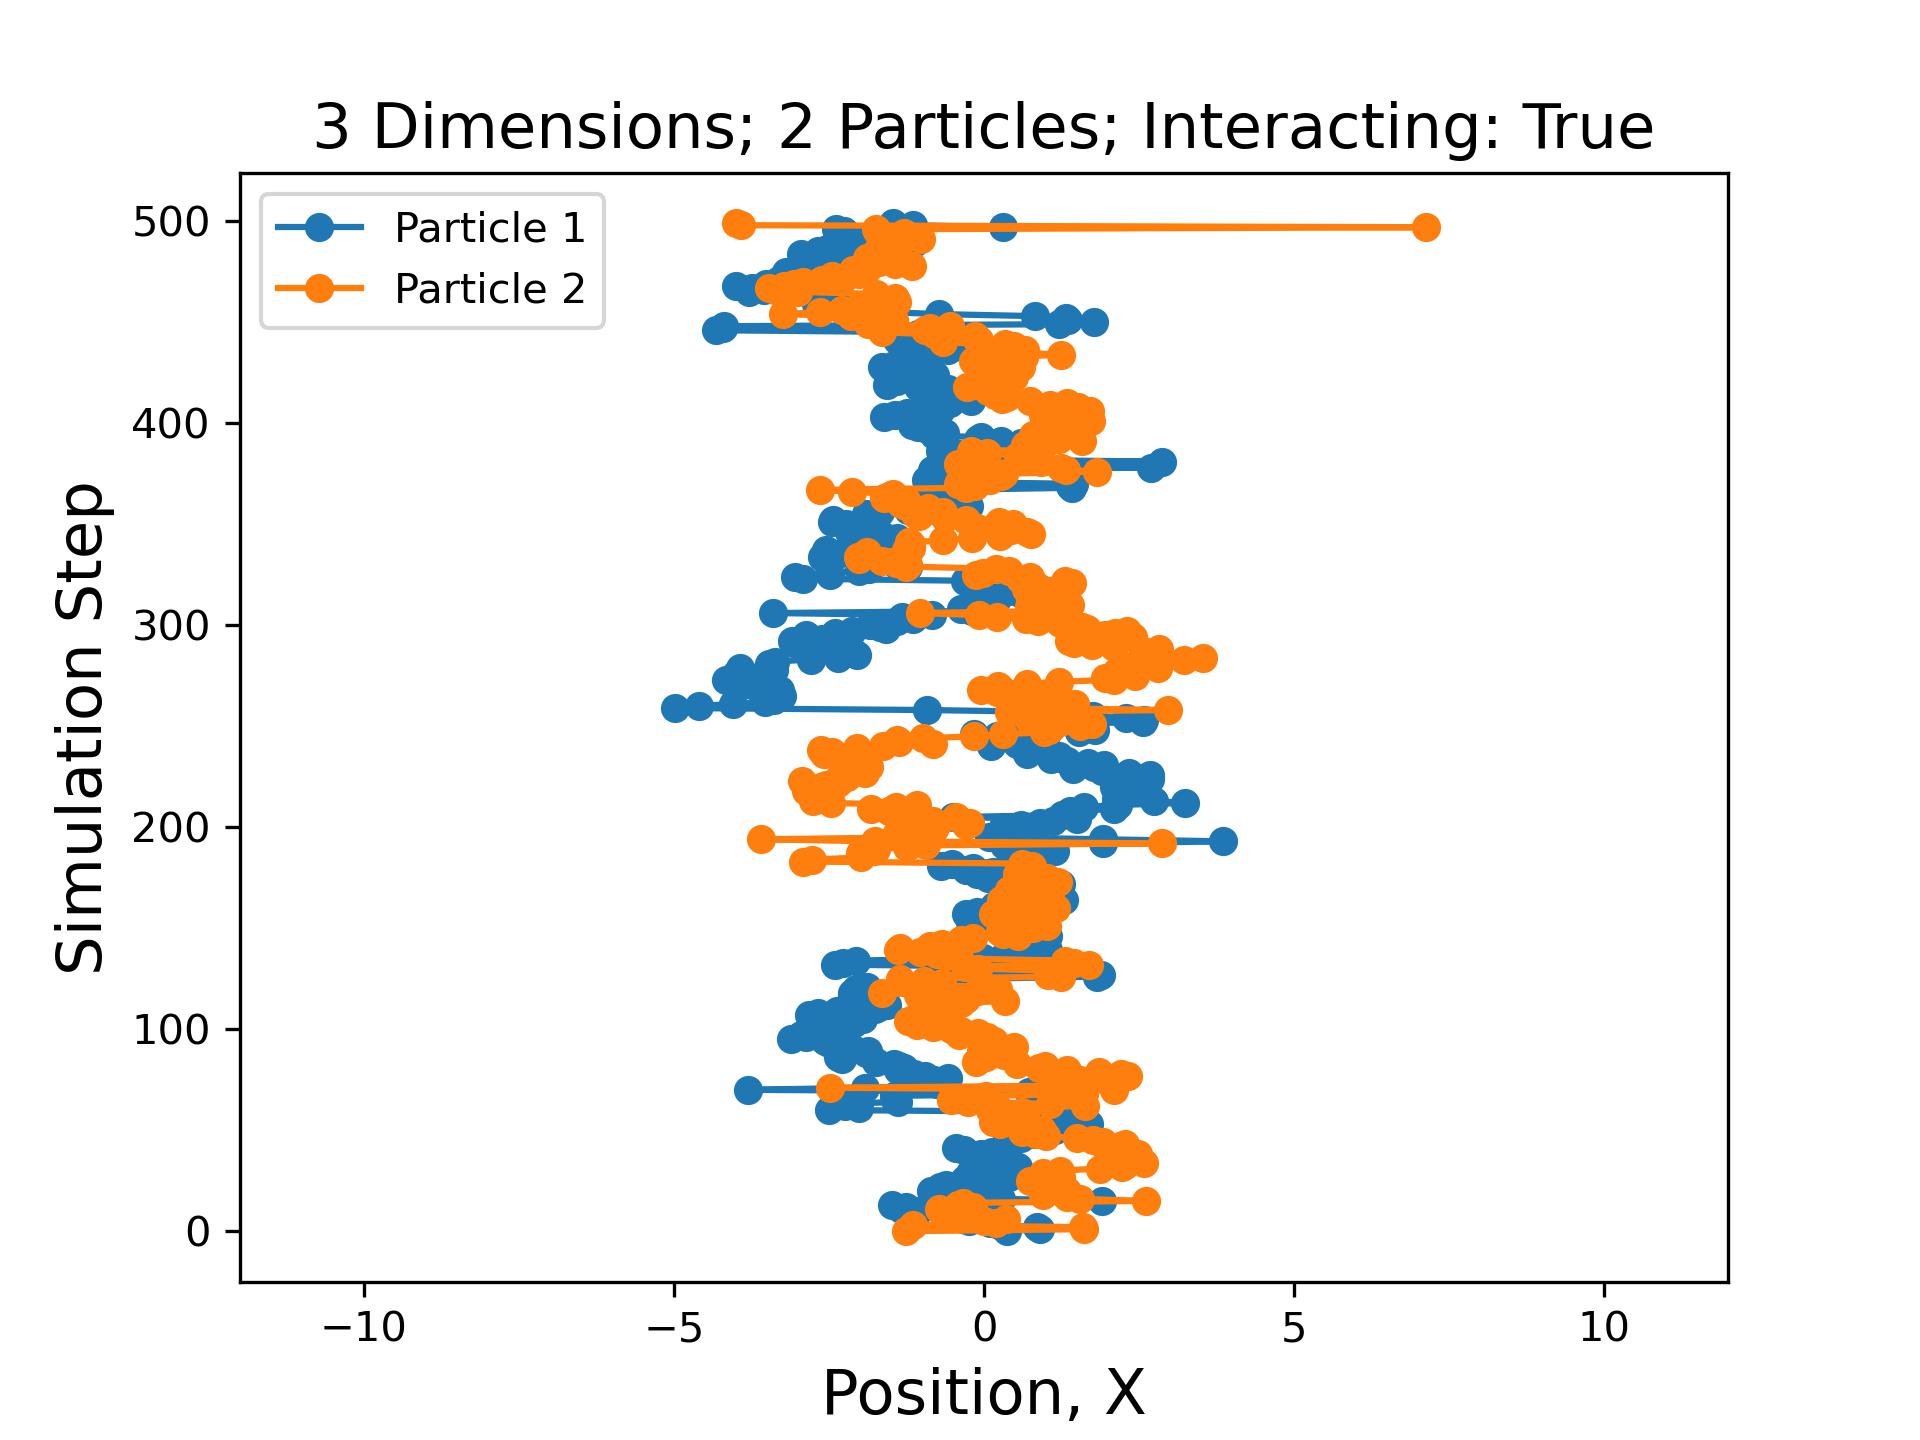 3 Dimensions; 2 Particles; Interacting: True
Particle 1
Particle 2
Simulation Step
500
400
300
200
100
0
−10
−5
0
5
10
Position, X